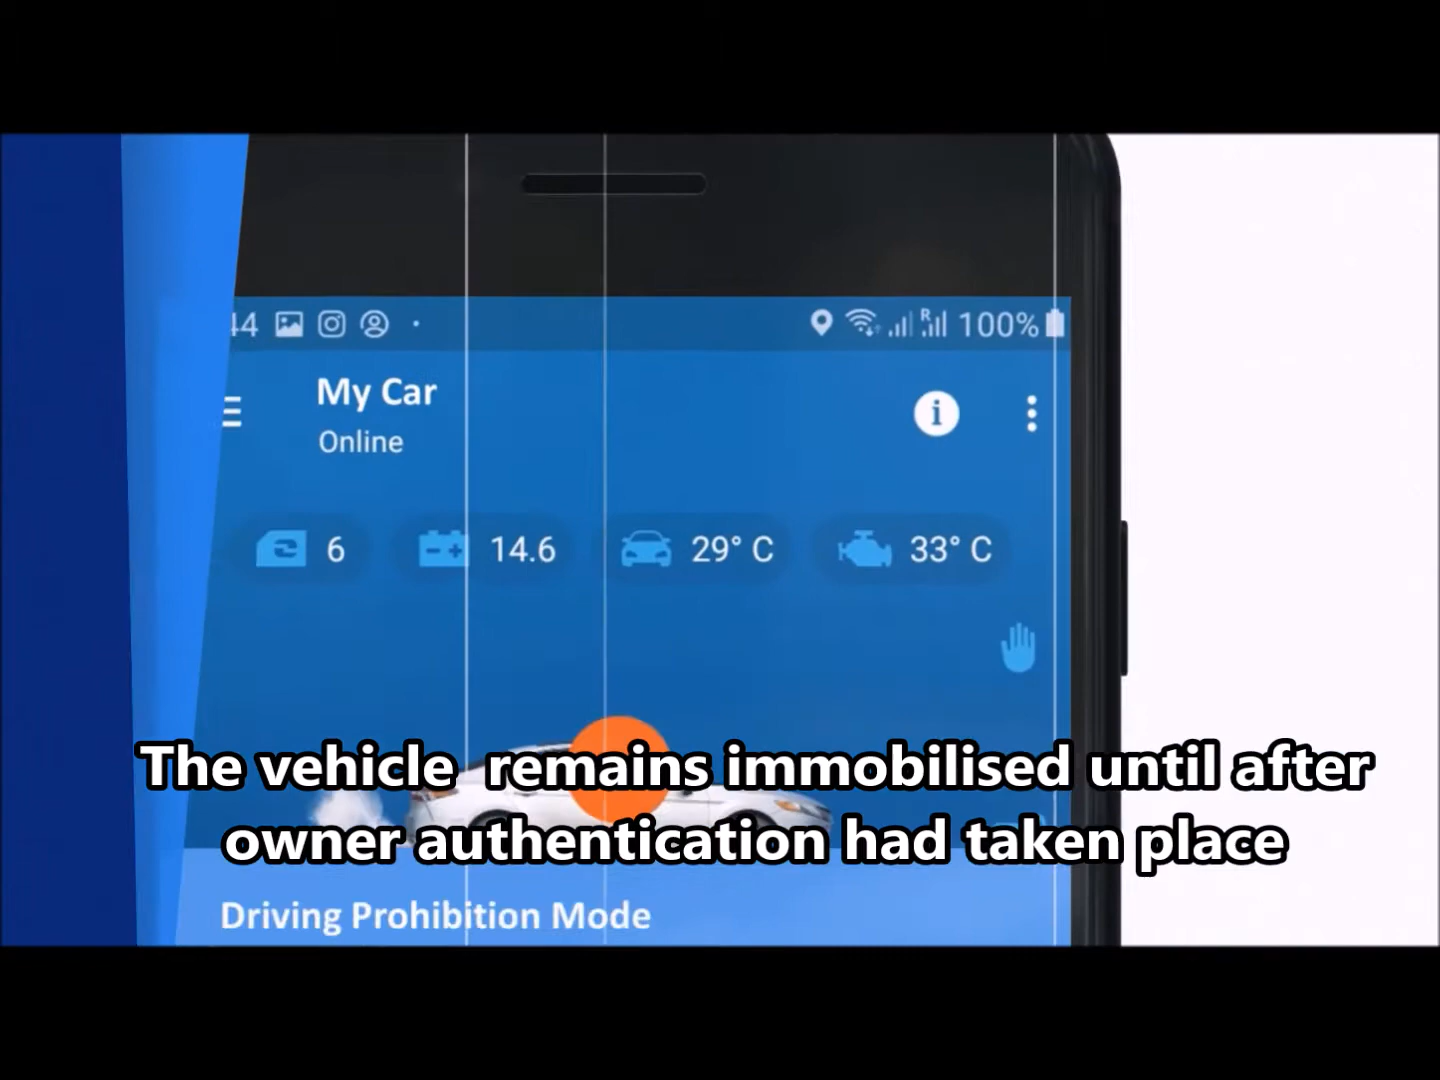 44 100%
My Car
Online
6 14.6 29° C 33° C
The vehicle remains immobilised until after
owner authentication had taken place
Driving Prohibition Mode